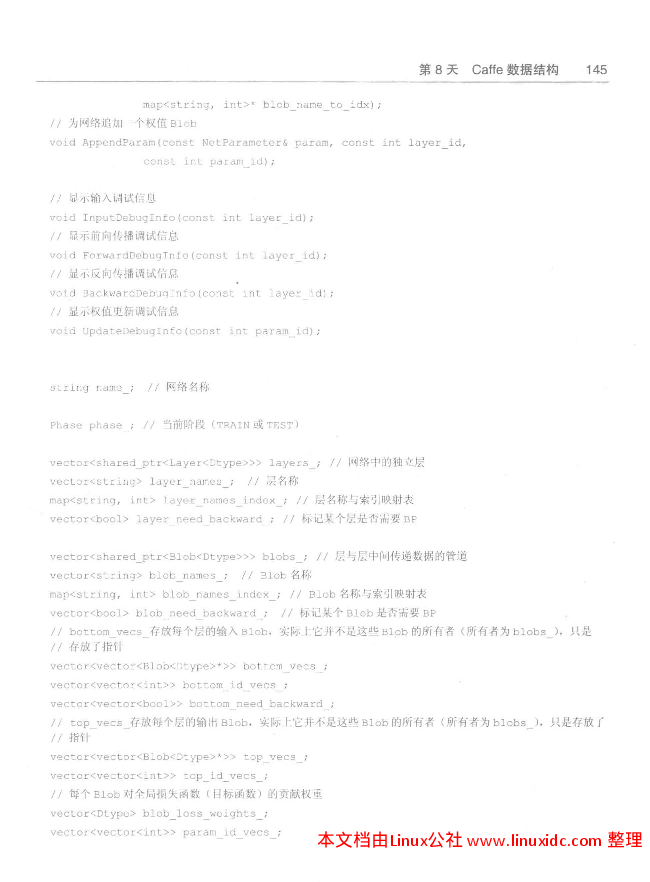 第 8 天 Caffe 数据结构 145
map<string, int>* blob_name_to_idx);
// 为网络追加一个权值 Blob
void AppendParam(const NetParameter& param, const int layer_id,
const int param_id);
// 显示输入调试信息
void InputDebugInfo(const int layer_id);
// 显示前向传播调试信息
void ForwardDebugInfo(const int layer_id);
// 显示反向传播调试信息
void BackwardDebugInfo(const int layer_id);
// 显示权值更新调试信息
void UpdateDebugInfo(const int param_id);
string name_; // 网络名称
Phase phase_; // 当前阶段（TRAIN 或 TEST）
vector<shared_ptr<Layer<Dtype>>> layers_; // 网络中的独立层
vector<string> layer_names_; // 层名称
map<string, int> layer_names_index_; // 层名称与索引映射表
vector<bool> layer_need_backward_; // 标记某个层是否需要 BP
vector<shared_ptr<Blob<Dtype>>> blobs_; // 层与层中间传递数据的管道
vector<string> blob_names_; // Blob 名称
map<string, int> blob_names_index_; // Blob 名称与索引映射表
vector<bool> blob_need_backward_; // 标记某个 Blob 是否需要 BP
// bottom_vecs_存放每个层的输入 Blob，实际上它并不是这些 Blob 的所有者（所有者为 blobs_），只是
// 存放了指针
vector<vector<Blob<Dtype>*>> bottom_vecs_;
vector<vector<int>> bottom_id_vecs_;
vector<vector<bool>> bottom_need_backward_;
// top_vecs_存放每个层的输出 Blob，实际上它并不是这些 Blob 的所有者（所有者为 blobs_），只是存放了
// 指针
vector<vector<Blob<Dtype>*>> top_vecs_;
vector<vector<int>> top_id_vecs_;
// 每个 Blob 对全局损失函数（目标函数）的贡献权重
vector<Dtype> blob_loss_weights_;
vector<vector<int>> param_id_vecs_;
本文档由Linux公社 www.linuxidc.com 整理